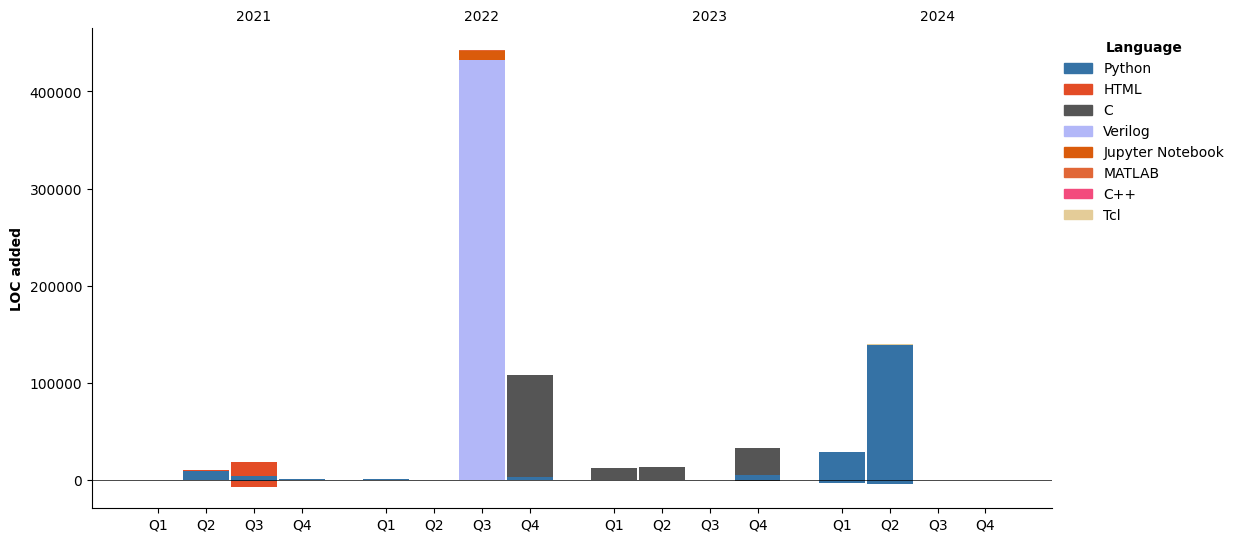 2021 2022 2023 2024
LOC added
400000
300000
200000
100000
0
Q1 Q2 Q3 Q4 Q1 Q2 Q3 Q4 Q1 Q2 Q3 Q4 Q1 Q2 Q3 Q4
Language
Python
HTML
C
Verilog
Jupyter Notebook
MATLAB
C++
Tcl